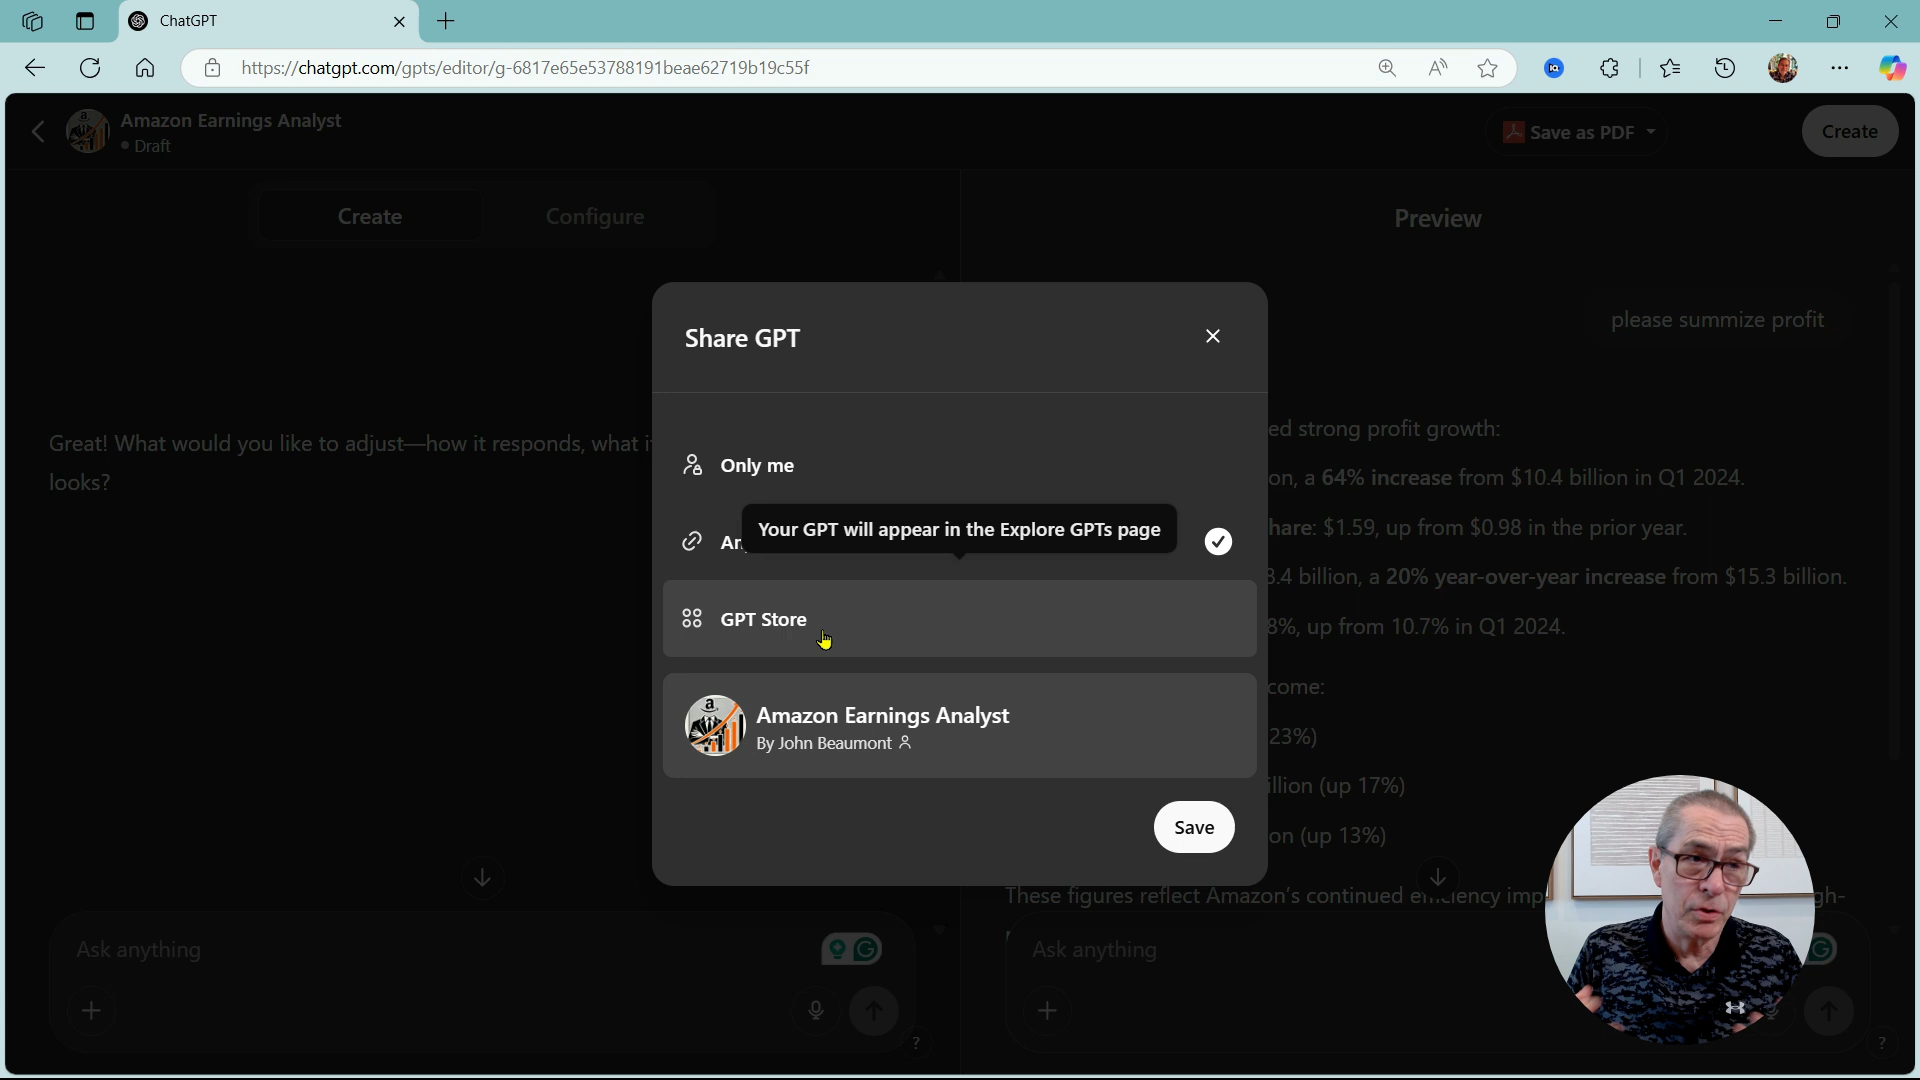 ChatGPT
https://chatgpt.com/gpts/editor/g-6817e65e53788191beae62719b19c55f
Amazon Earnings Analyst
Draft
Save as PDF
Create
Create
Configure
Preview
please summize profit
Great! What would you like to adjust—how it responds, what i
looks?
Share GPT
Only me
Your GPT will appear in the Explore GPTs page
GPT Store
Amazon Earnings Analyst
By John Beaumont
Save
ed strong profit growth:
on, a 64% increase from $10.4 billion in Q1 2024.
hare: $1.59, up from $0.98 in the prior year.
3.4 billion, a 20% year-over-year increase from $15.3 billion.
8%, up from 10.7% in Q1 2024.
come:
23%)
illion (up 17%)
on (up 13%)
These figures reflect Amazon's continued efficiency imp
gh-
Ask anything
Ask anything
?
?